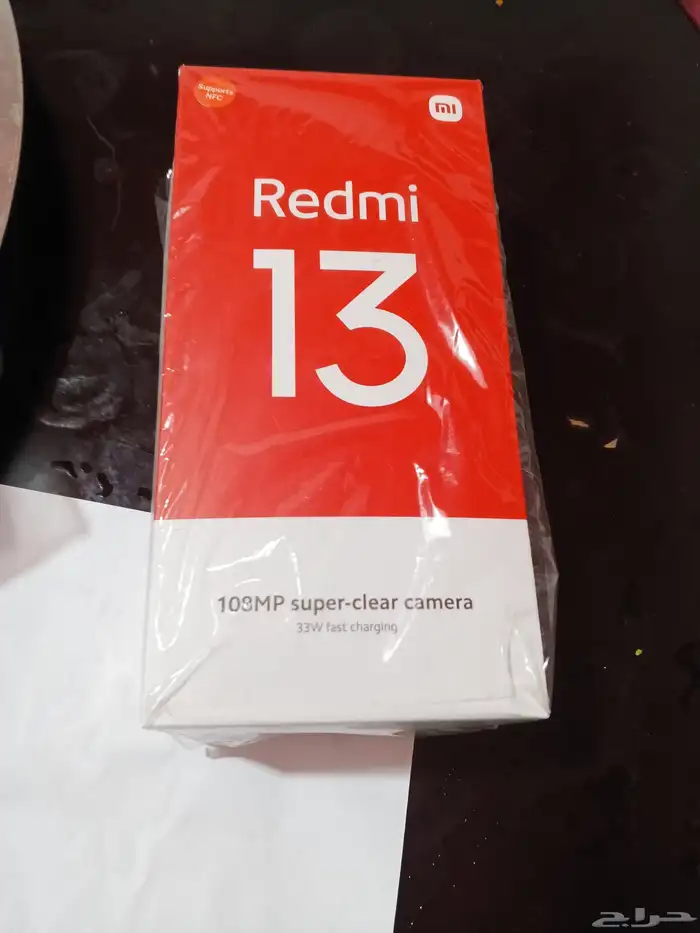 Supports
NFC
mi
Redmi
13
108MP super-clear camera
33W fast charging
حراج